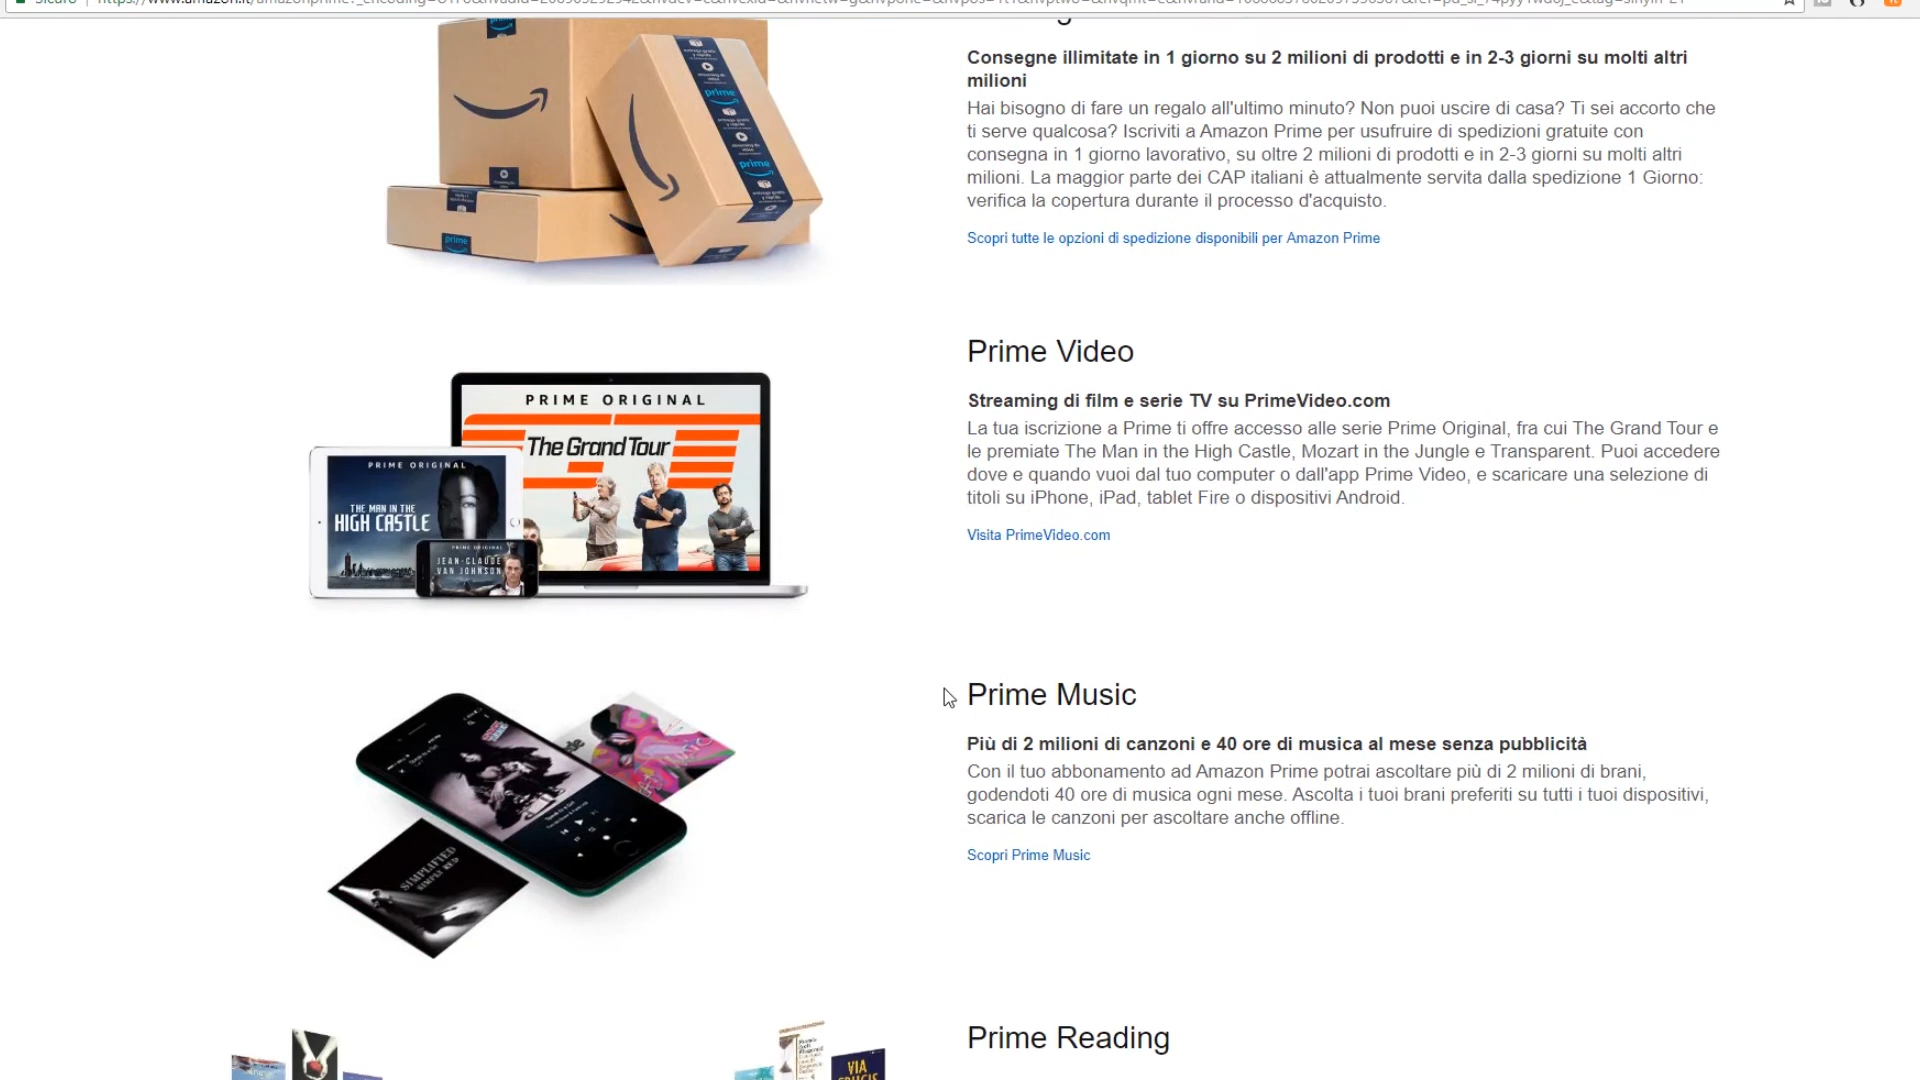 Sicuro
prime
prime
prime
Consegne illimitate in 1 giorno su 2 milioni di prodotti e in 2-3 giorni su molti altri
milioni
Hai bisogno di fare un regalo all'ultimo minuto? Non puoi uscire di casa? Ti sei accorto che
ti serve qualcosa? Iscriviti a Amazon Prime per usufruire di spedizioni gratuite con
consegna in 1 giorno lavorativo, su oltre 2 milioni di prodotti e in 2-3 giorni su molti altri
milioni. La maggior parte dei CAP italiani è attualmente servita dalla spedizione 1 Giorno:
verifica la copertura durante il processo d'acquisto.
Scopri tutte le opzioni di spedizione disponibili per Amazon Prime
PRIME ORIGINAL
The Grand Tour
PRIME ORIGINAL
THE MAN IN THE
HIGH CASTLE
PRIME ORIGINAL
JEAN-CLAUDE
VAN JOHNSON
Prime Video
Streaming di film e serie TV su PrimeVideo.com
La tua iscrizione a Prime ti offre accesso alle serie Prime Original, fra cui The Grand Tour e
le premiate The Man in the High Castle, Mozart in the Jungle e Transparent. Puoi accedere
dove e quando vuoi dal tuo computer o dall'app Prime Video, e scaricare una selezione di
titoli su iPhone, iPad, tablet Fire o dispositivi Android.
Visita PrimeVideo.com
SIMPLIFIED
SIMPLY RED
Prime Music
Più di 2 milioni di canzoni e 40 ore di musica al mese senza pubblicità
Con il tuo abbonamento ad Amazon Prime potrai ascoltare più di 2 milioni di brani,
godendoti 40 ore di musica ogni mese. Ascolta i tuoi brani preferiti su tutti i tuoi dispositivi,
scarica le canzoni per ascoltare anche offline.
Scopri Prime Music
VIA
CRUCIS
Prime Reading